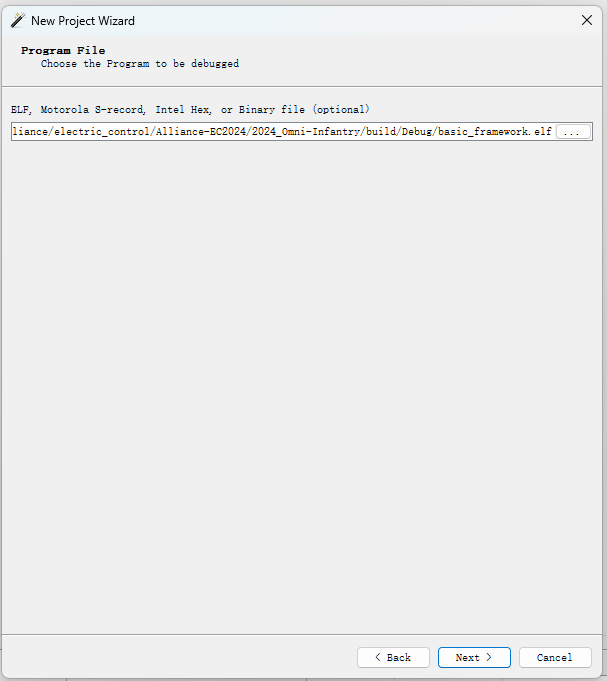 New Project Wizard
Program File
Choose the Program to be debugged
ELF, Motorola S-record, Intel Hex, or Binary file (optional)
liance/electric_control/Alliance-EC2024/2024_Omni-Infantry/build/Debug/basic_framework.elf ...
< Back Next > Cancel